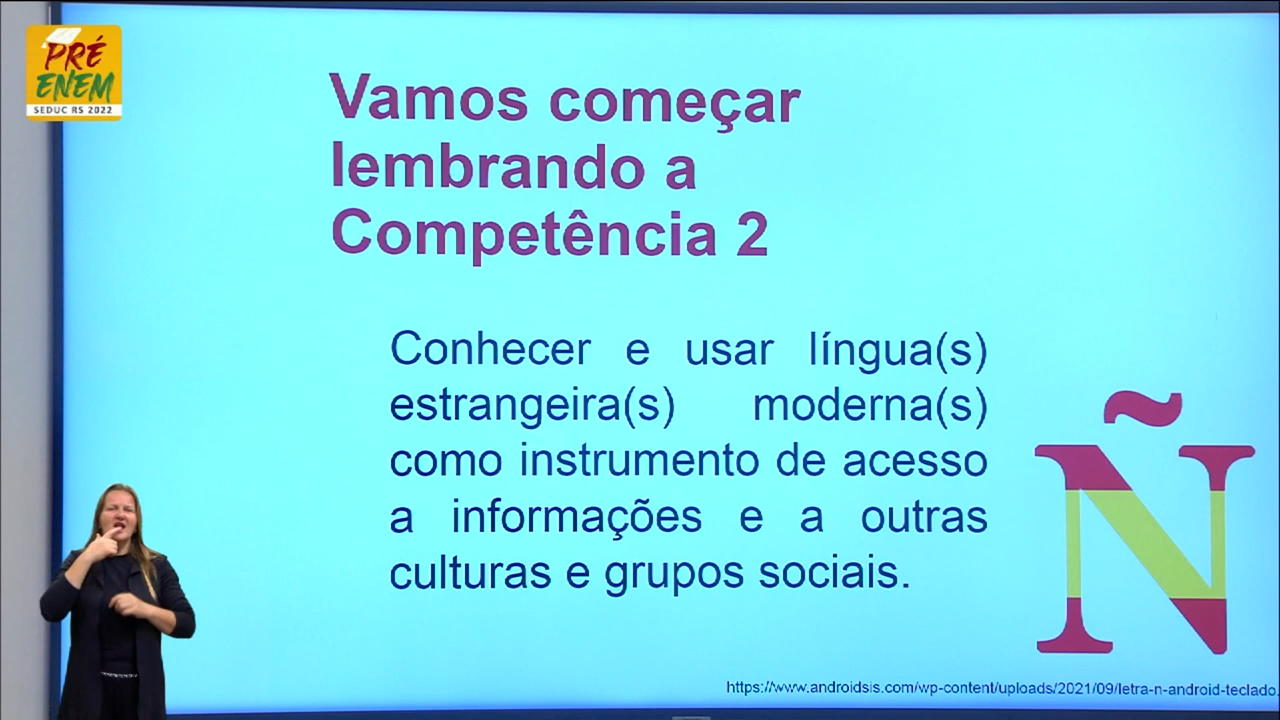 PRÉ
ENEM
SEDUC RS 2022
Vamos começar
lembrando a
Competência 2
Conhecer e usar língua(s)
estrangeira(s) moderna(s)
como instrumento de acesso
a informações e a outras
culturas e grupos sociais.
Ñ
https://www.androidsis.com/wp-content/uploads/2021/09/letra-n-android-teclado.